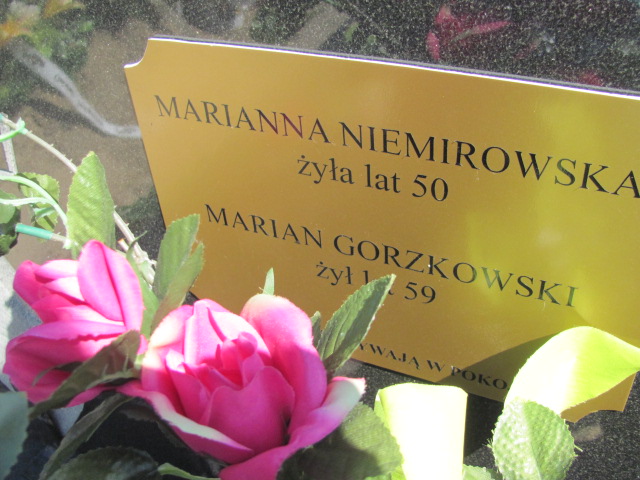 MARIANNA NIEMIROWSKA
żyła lat 50
MARIAN GORZKOWSKI
żył 59
W